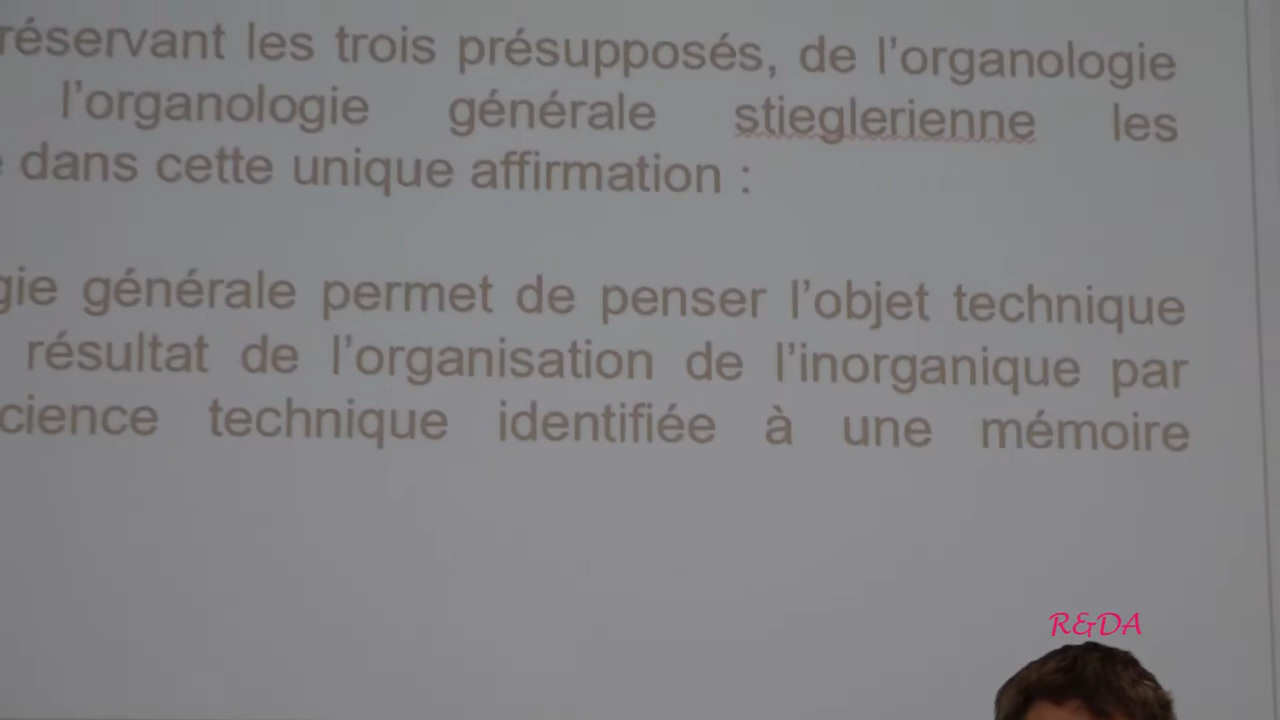 réservant les trois présupposés, de l'organologie
l'organologie générale stieglerienne les
dans cette unique affirmation :
gie générale permet de penser l'objet technique
résultat de l'organisation de l'inorganique par
cience technique identifiée à une mémoire
R&DA